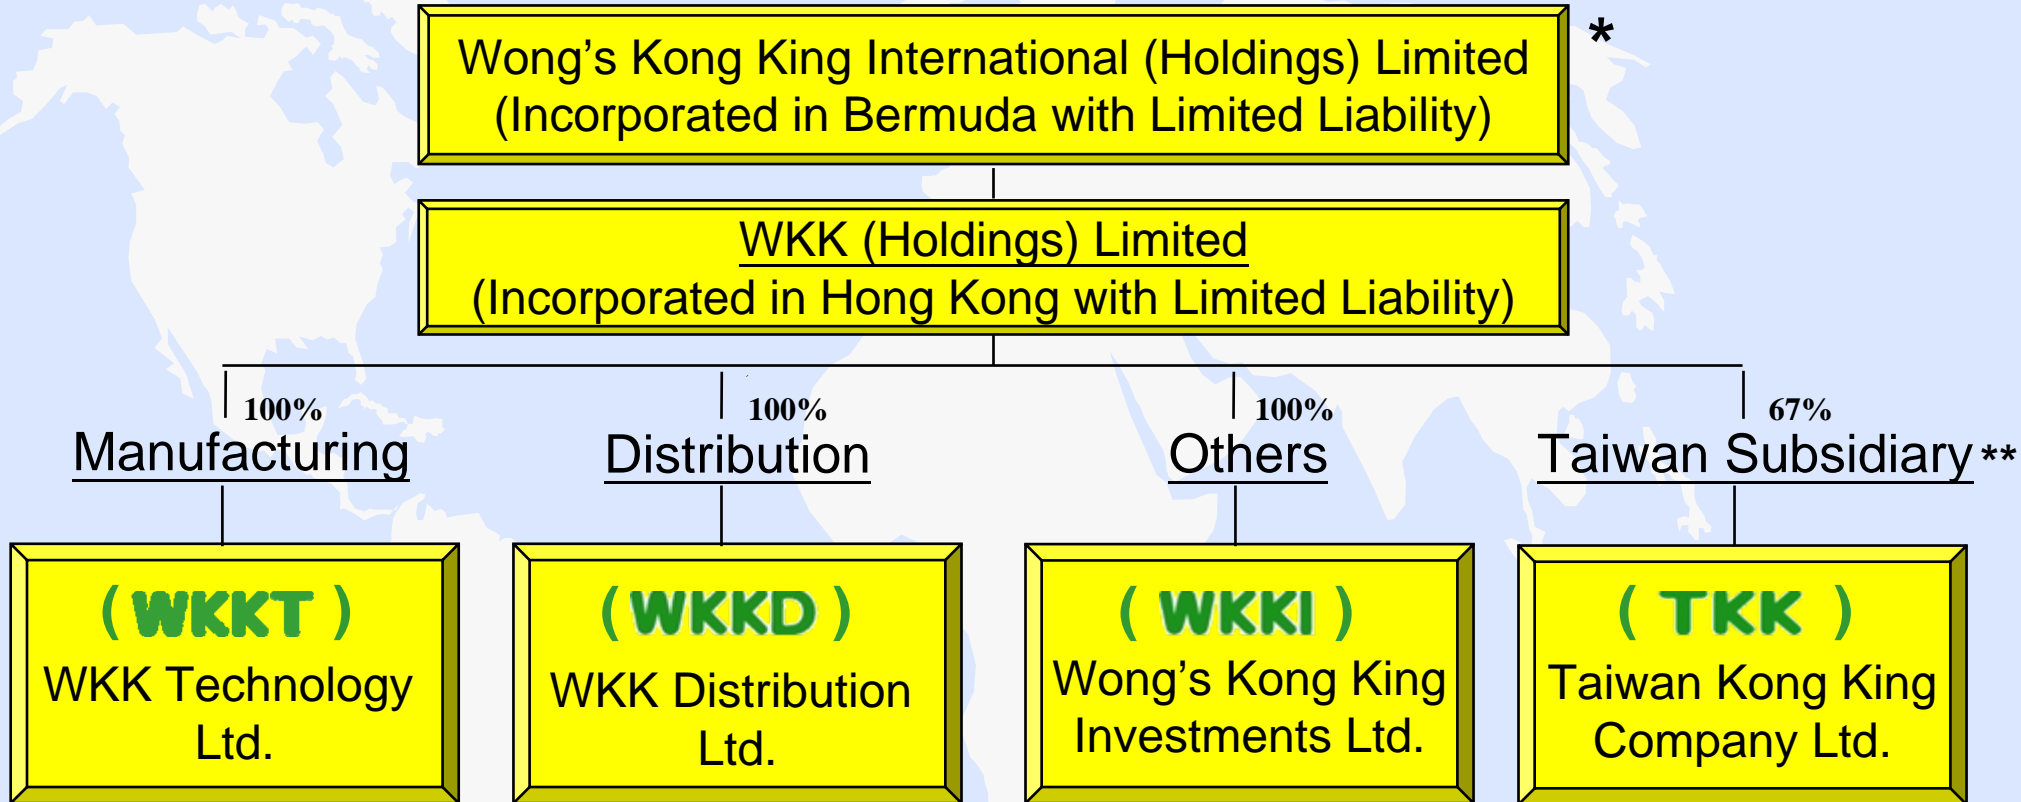 Wong's Kong King International (Holdings) Limited *
(Incorporated in Bermuda with Limited Liability)
WKK (Holdings) Limited
(Incorporated in Hong Kong with Limited Liability)
100% 100% 100% 67%
Manufacturing Distribution Others Taiwan Subsidiary **
(WKKT)
WKK Technology
Ltd.
(WKKD)
WKK Distribution
Ltd.
(WKKI)
Wong's Kong King
Investments Ltd.
(TKK)
Taiwan Kong King
Company Ltd.